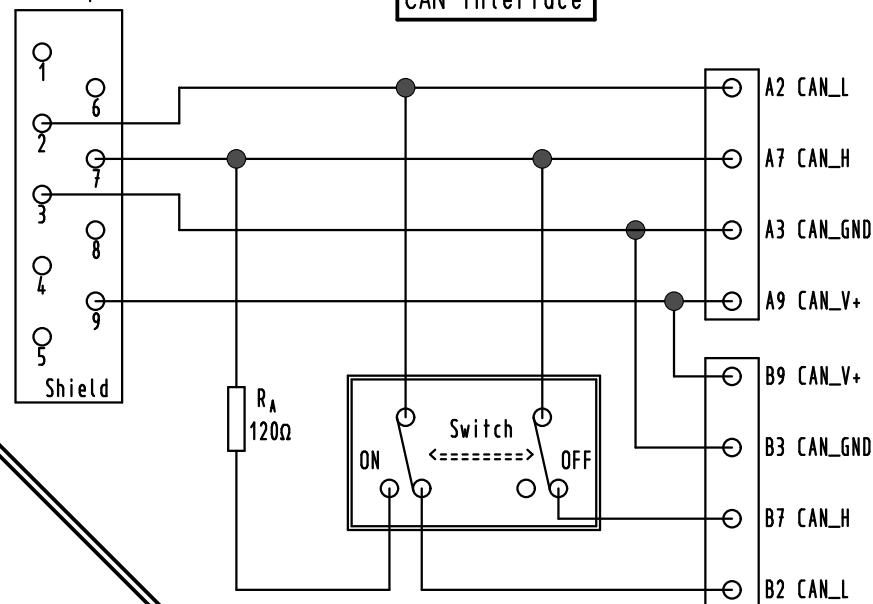 CAN Interface
1
6
2
7
3
8
4
9
5
Shield
A2 CAN_L
A7 CAN_H
A3 CAN_GND
A9 CAN_V+
B9 CAN_V+
B3 CAN_GND
B7 CAN_H
B2 CAN_L
RA
120Ω
Switch
ON
<=======>
OFF